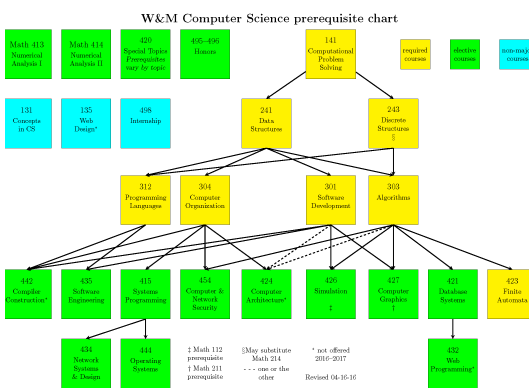 W&M Computer Science prerequisite chart
Math 413
Numerical
Analysis I
Math 414
Numerical
Analysis II
420
Special Topics
Prerequisites
vary by topic
495–496
Honors
141
Computational
Problem
Solving
required
courses
elective
courses
non-majo
courses
131
Concepts
in CS
135
Web
Design*
498
Internship
241
Data
Structures
243
Discrete
Structures
§
312
Programming
Languages
304
Computer
Organization
301
Software
Development
303
Algorithms
442
Compiler
Construction*
435
Software
Engineering
415
Systems
Programming
454
Computer &
Network
Security
424
Computer
Architecture*
426
Simulation
‡
427
Computer
Graphics
†
421
Database
Systems
423
Finite
Automata
434
Network
Systems
& Design
444
Operating
Systems
‡ Math 112
prerequisite
† Math 211
prerequisite
§May substitute
Math 214
- - - one or the
other
* not offered
2016–2017
Revised 04-16-16
432
Web
Programming*